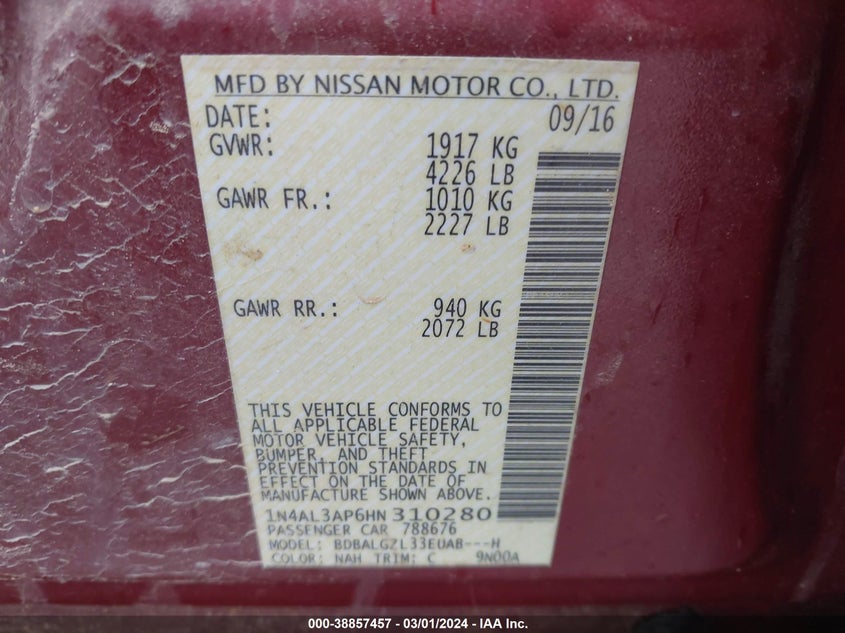 MFD BY NISSAN MOTOR CO., LTD.
DATE: 09/16
GVWR: 1917 KG
4226 LB
GAWR FR.: 1010 KG
2227 LB
GAWR RR.: 940 KG
2072 LB
THIS VEHICLE CONFORMS TO
ALL APPLICABLE FEDERAL
MOTOR VEHICLE SAFETY,
BUMPER, AND THEFT
PREVENTION STANDARDS IN
EFFECT ON THE DATE OF
MANUFACTURE SHOWN ABOVE.
1N4AL3AP6HN310280
PASSENGER CAR 788676
MODEL: BDBALGZL33EUAB---H
COLOR: NAH TRIM: C 9N00A
000-38857457 - 03/01/2024 - IAA Inc.